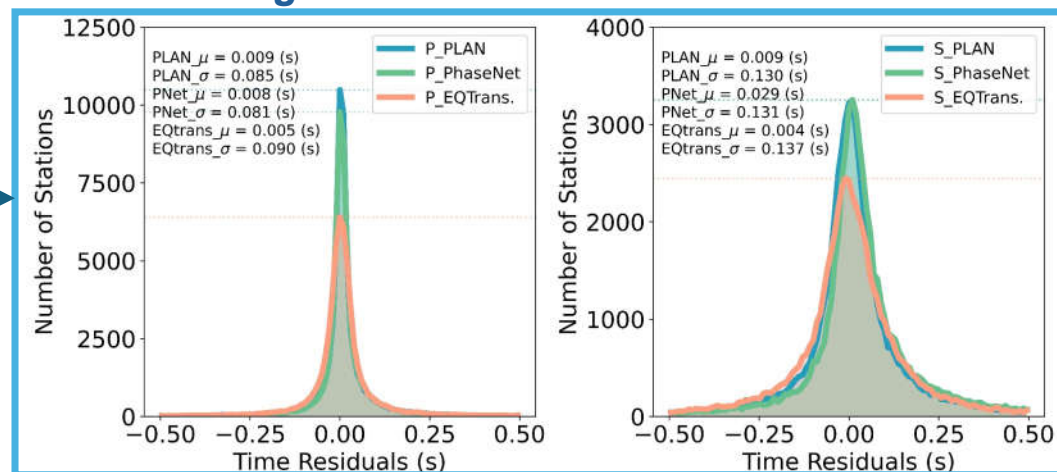 12500
10000
7500
5000
2500
0
Number of Stations
PLAN_μ = 0.009 (s)
PLAN_σ = 0.085 (s)
PNet_μ = 0.008 (s)
PNet_σ = 0.081 (s)
EQtrans_μ = 0.005 (s)
EQtrans_σ = 0.090 (s)
P_PLAN
P_PhaseNet
P_EQTrans.
−0.50 −0.25 0.00 0.25 0.50
Time Residuals (s)
4000
3000
2000
1000
0
Number of Stations
PLAN_μ = 0.009 (s)
PLAN_σ = 0.130 (s)
PNet_μ = 0.029 (s)
PNet_σ = 0.131 (s)
EQtrans_μ = 0.004 (s)
EQtrans_σ = 0.137 (s)
S_PLAN
S_PhaseNet
S_EQTrans.
−0.50 −0.25 0.00 0.25 0.50
Time Residuals (s)